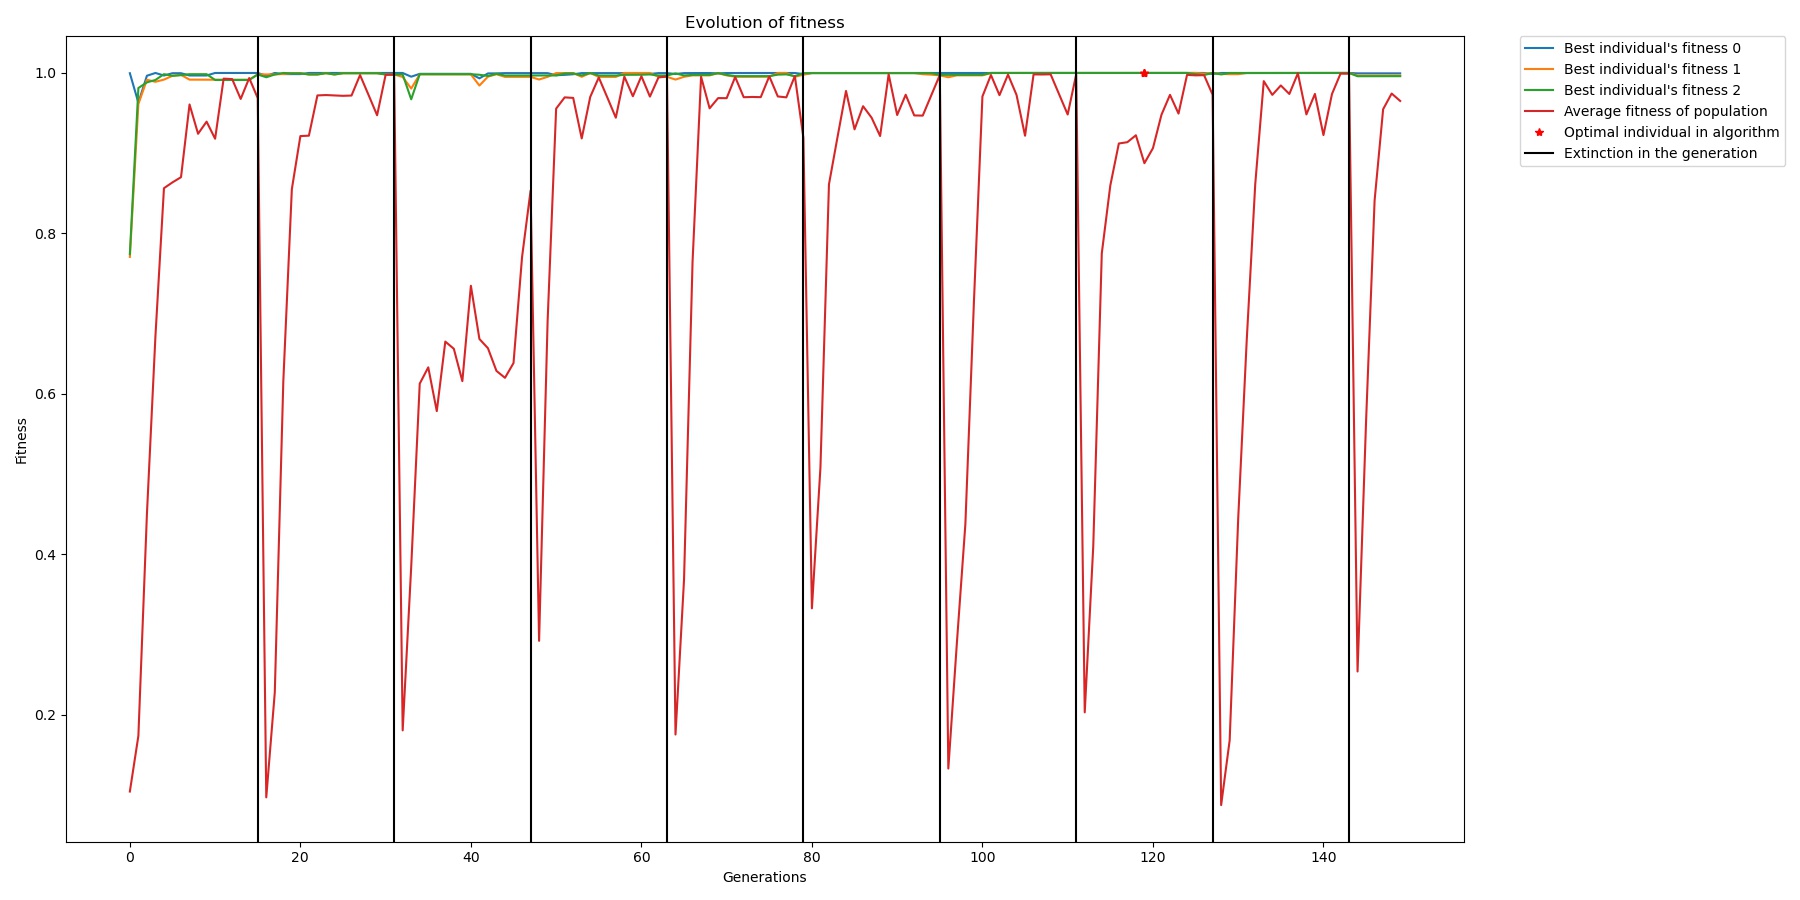 Evolution of fitness
Best individual's fitness 0
Best individual's fitness 1
Best individual's fitness 2
Average fitness of population
Optimal individual in algorithm
Extinction in the generation
1.0
0.8
0.6
0.4
0.2
Fitness
0 20 40 60 80 100 120 140
Generations